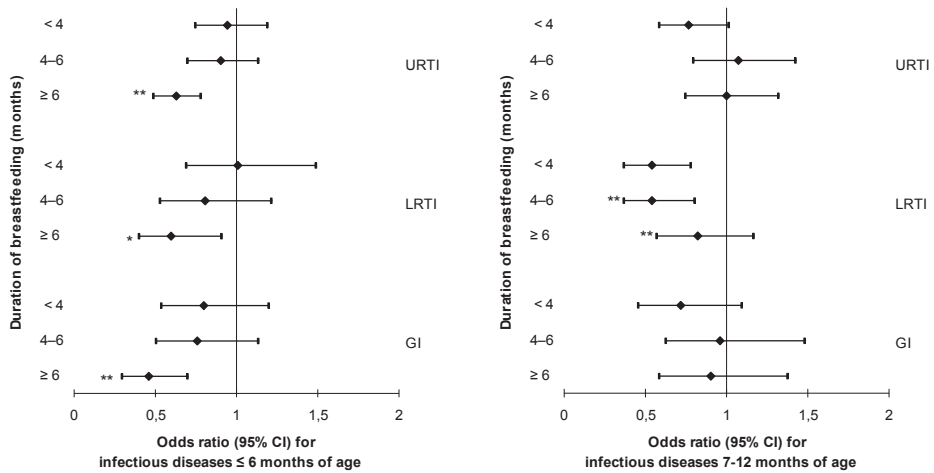 Duration of breastfeeding (months)
< 4
4–6
URTI
** ≥ 6
< 4
4–6
LRTI
* ≥ 6
< 4
4–6
GI
** ≥ 6
0 0,5 1 1,5 2
Odds ratio (95% CI) for
infectious diseases ≤ 6 months of age
Duration of breastfeeding (months)
< 4
4–6
URTI
≥ 6
< 4
4–6 **
LRTI
≥ 6 **
< 4
4–6
GI
≥ 6
0 0,5 1 1,5 2
Odds ratio (95% CI) for
infectious diseases 7-12 months of age